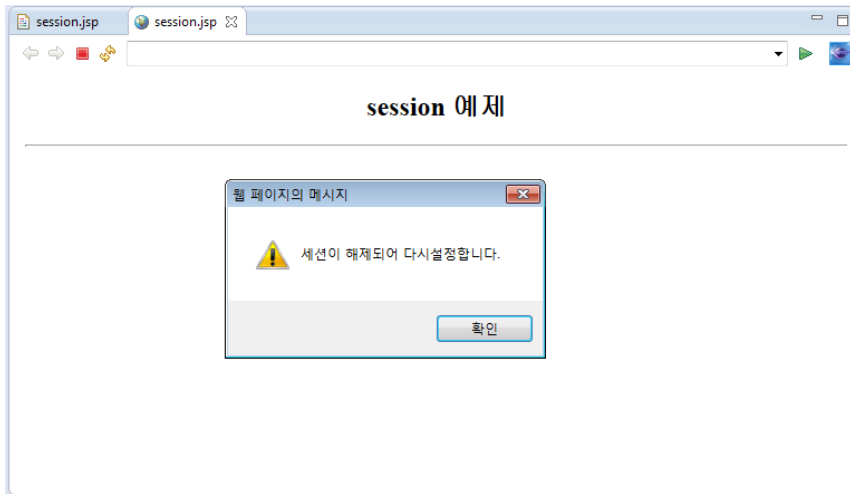 session.jsp
session.jsp
session 예제
웹 페이지의 메시지
세션이 해제되어 다시설정합니다.
확인